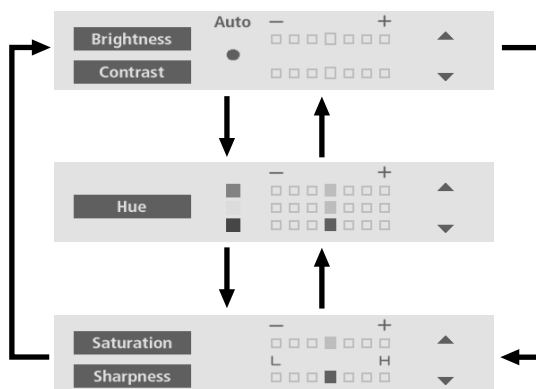 Auto
− +
Brightness
Contrast
− +
Hue
− +
Saturation
L H
Sharpness